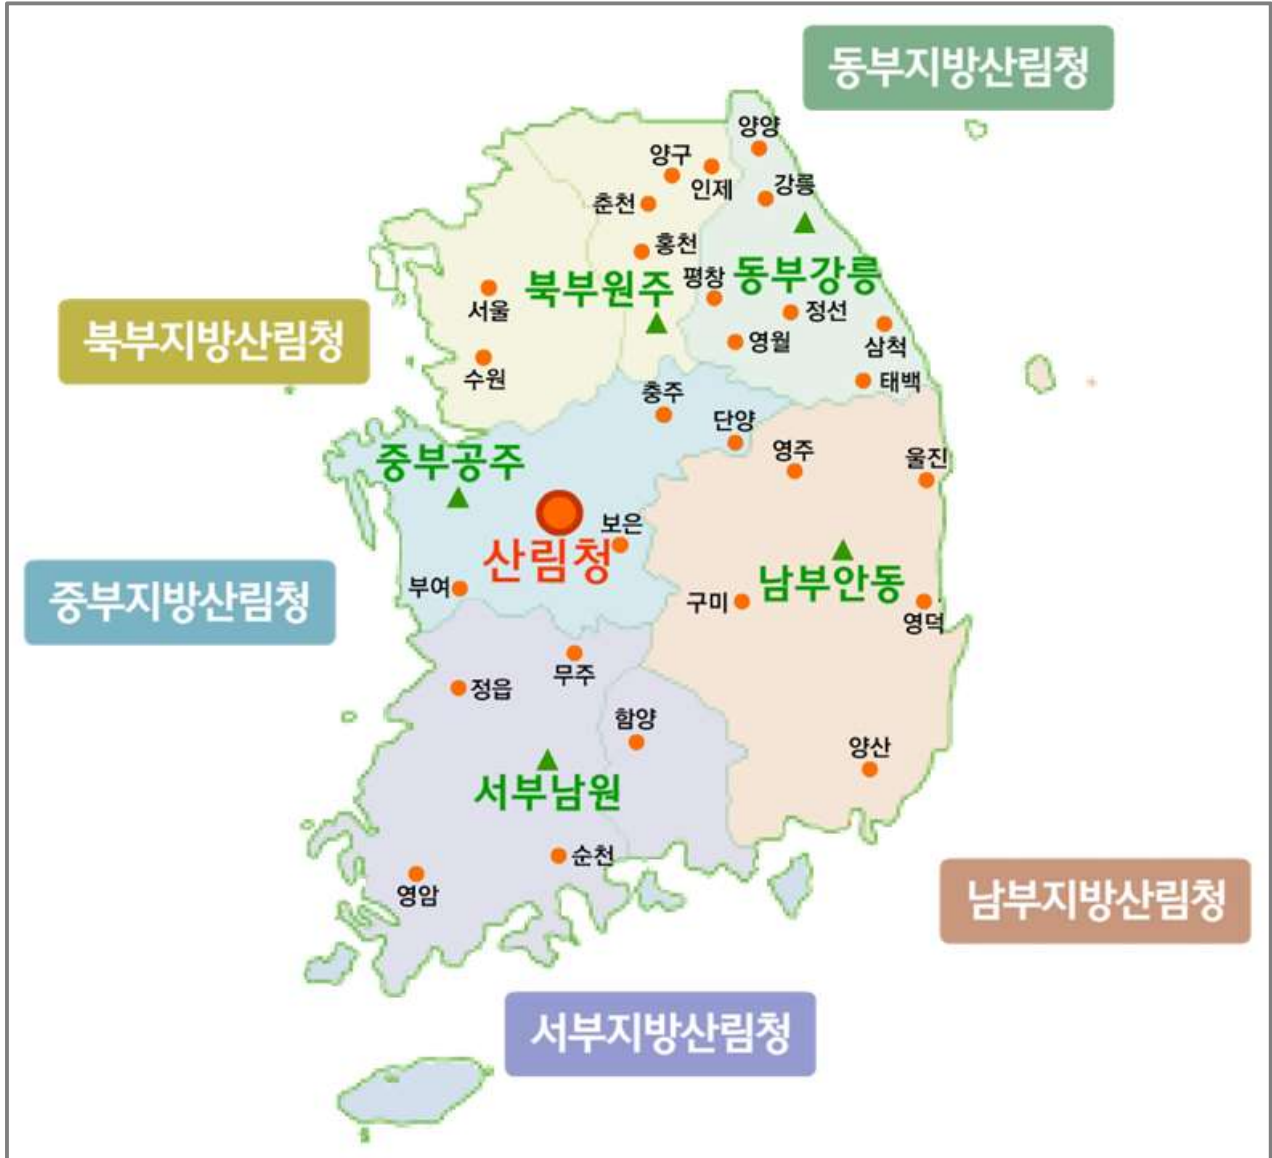 동부지방산림청
양양
양구
인제
강릉
춘천
홍천
동부강릉
평창
북부원주
서울
정선
북부지방산림청
영월
삼척
수원
태백
충주
단양
영주
중부공주
울진
보은
산림청
남부안동
부여
구미
중부지방산림청
영덕
무주
정읍
함양
양산
서부남원
순천
영암
남부지방산림청
서부지방산림청